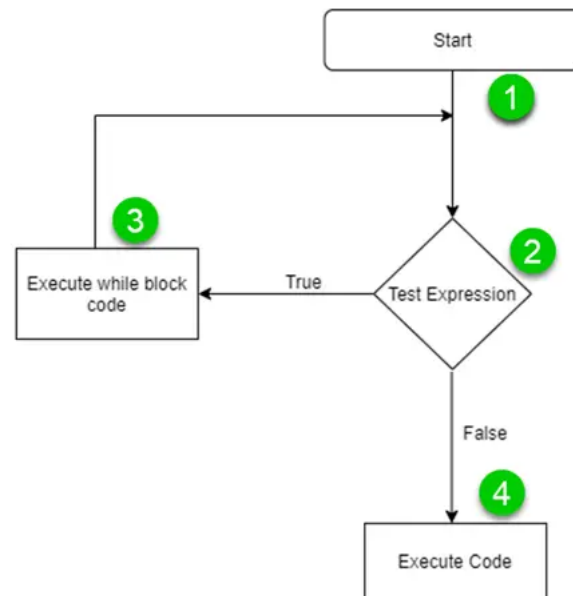 Start
1
3
2
Execute while block
code
True
Test Expression
False
4
Execute Code